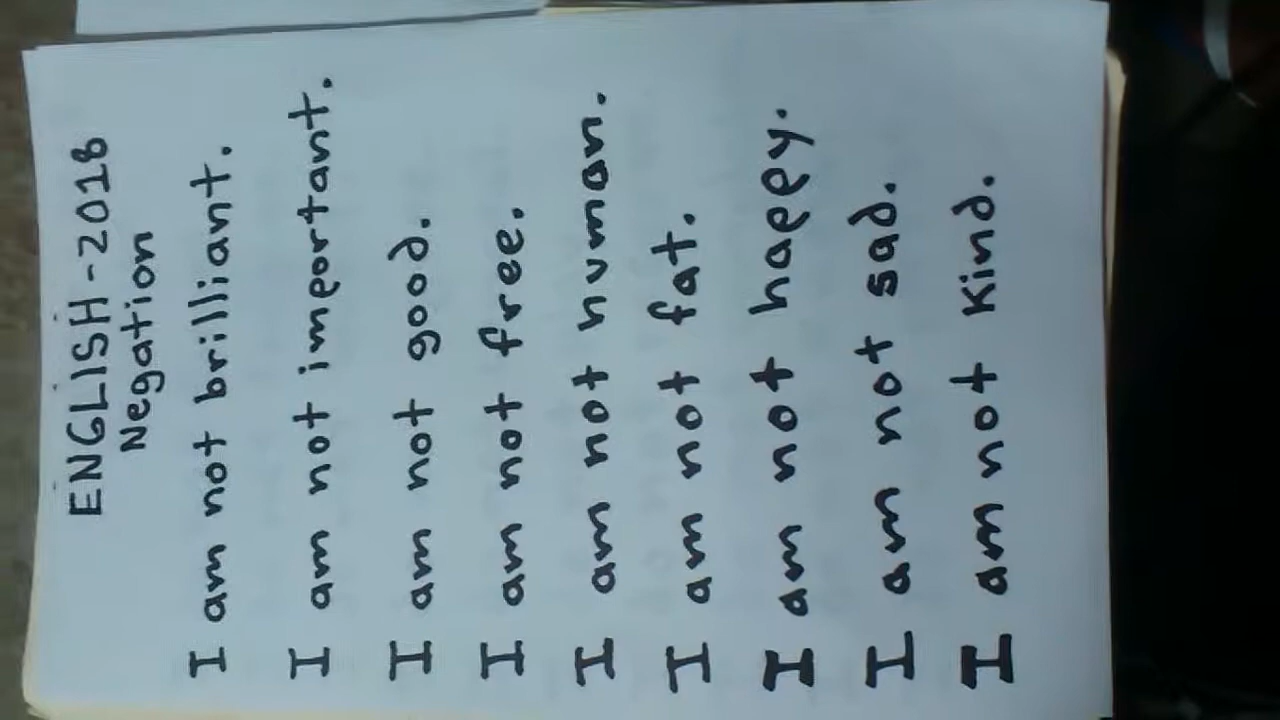 ENGLISH-2018
Negation
I am not brilliant.
I am not important.
I am not good.
I am not free.
I am not human.
I am not fat.
I am not happy.
I am not sad.
I am not kind.